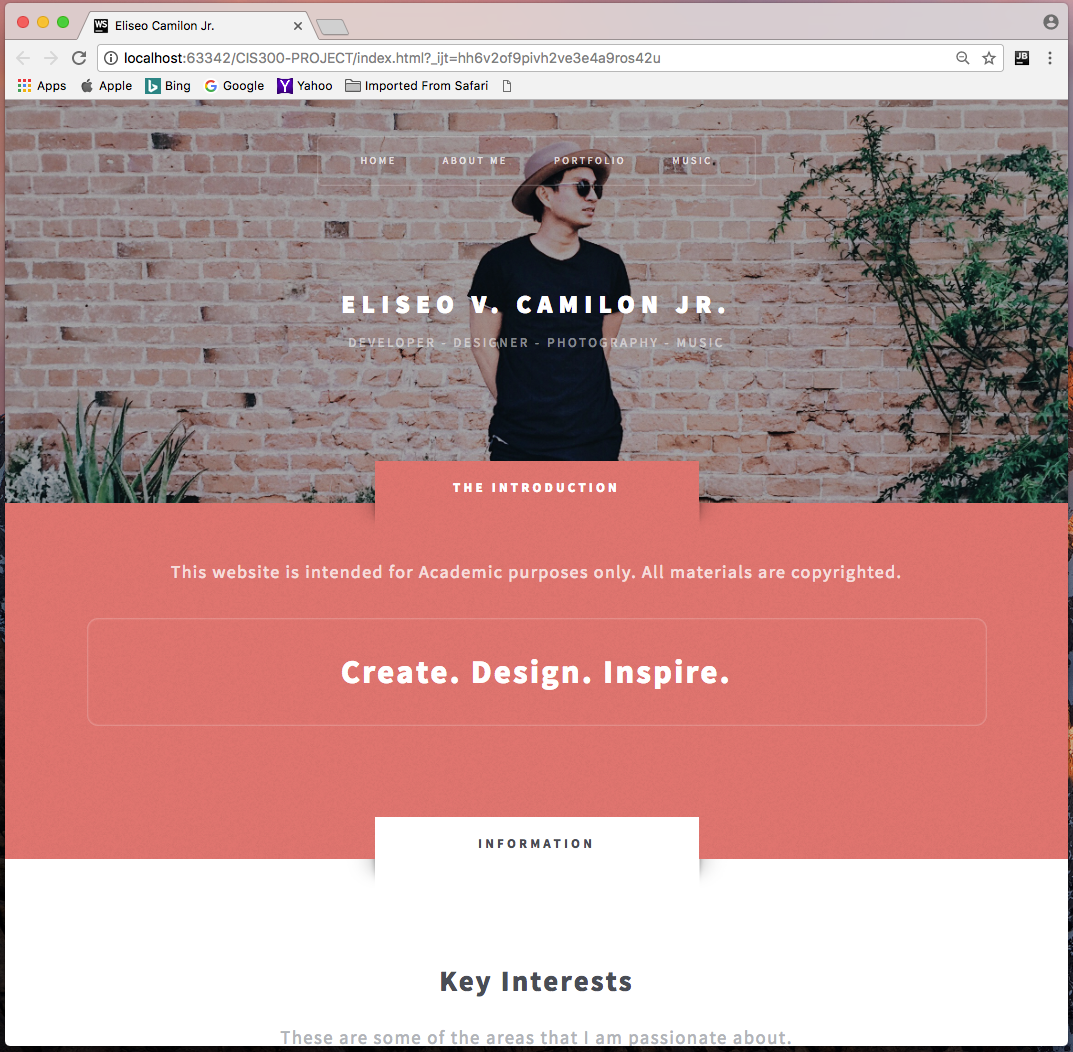 WS Eliseo Camilon Jr.
localhost:63342/CIS300-PROJECT/index.html?_ijt=hh6v2of9pivh2ve3e4a9ros42u
JB
Apps Apple Bing Google Yahoo Imported From Safari
HOME ABOUT ME PORTFOLIO MUSIC
ELISEO V. CAMILON JR.
DEVELOPER - DESIGNER - PHOTOGRAPHY - MUSIC
THE INTRODUCTION
This website is intended for Academic purposes only. All materials are copyrighted.
Create. Design. Inspire.
INFORMATION
Key Interests
These are some of the areas that I am passionate about.